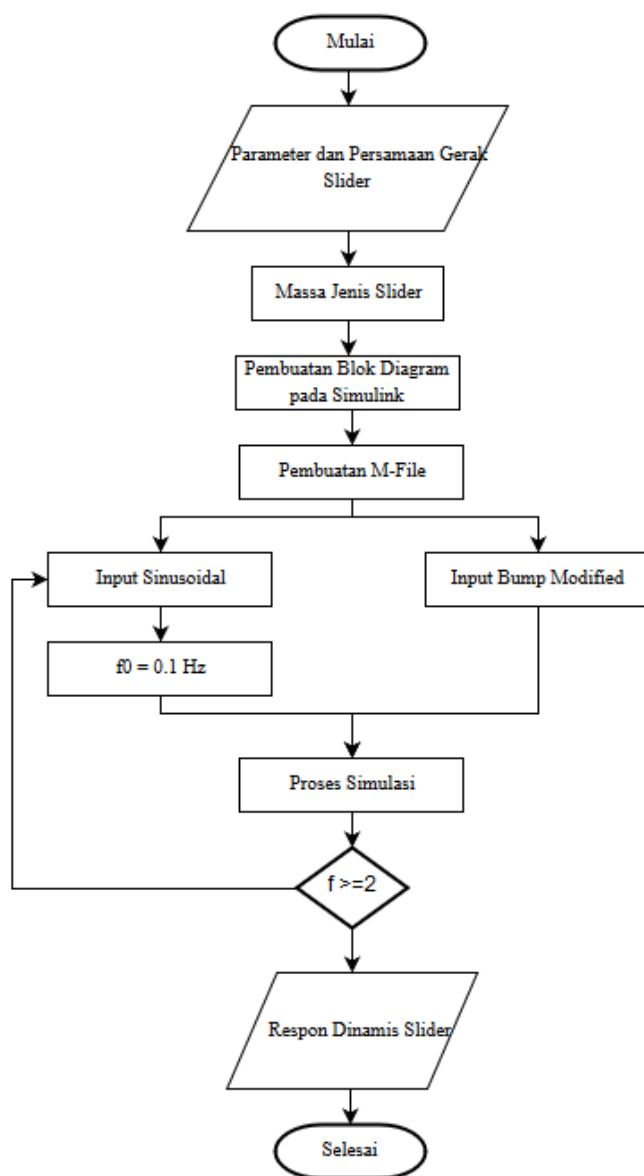 Mulai
Parameter dan Persamaan Gerak
Slider
Massa Jenis Slider
Pembuatan Blok Diagram
pada Simulink
Pembuatan M-File
Input Sinusoidal
Input Bump Modified
f0 = 0.1 Hz
Proses Simulasi
f >=2
Respon Dinamis Slider
Selesai